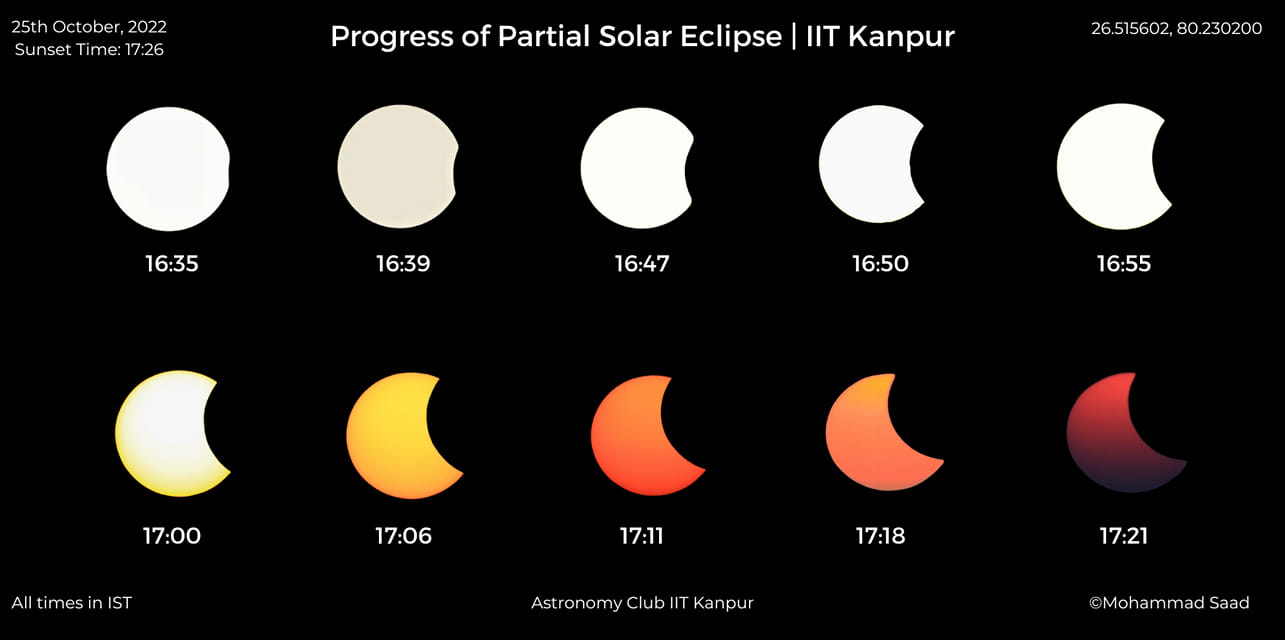 25th October, 2022
Sunset Time: 17:26
Progress of Partial Solar Eclipse | IIT Kanpur
26.515602, 80.230200
16:35
16:39
16:47
16:50
16:55
17:00
17:06
17:11
17:18
17:21
All times in IST
Astronomy Club IIT Kanpur
©Mohammad Saad